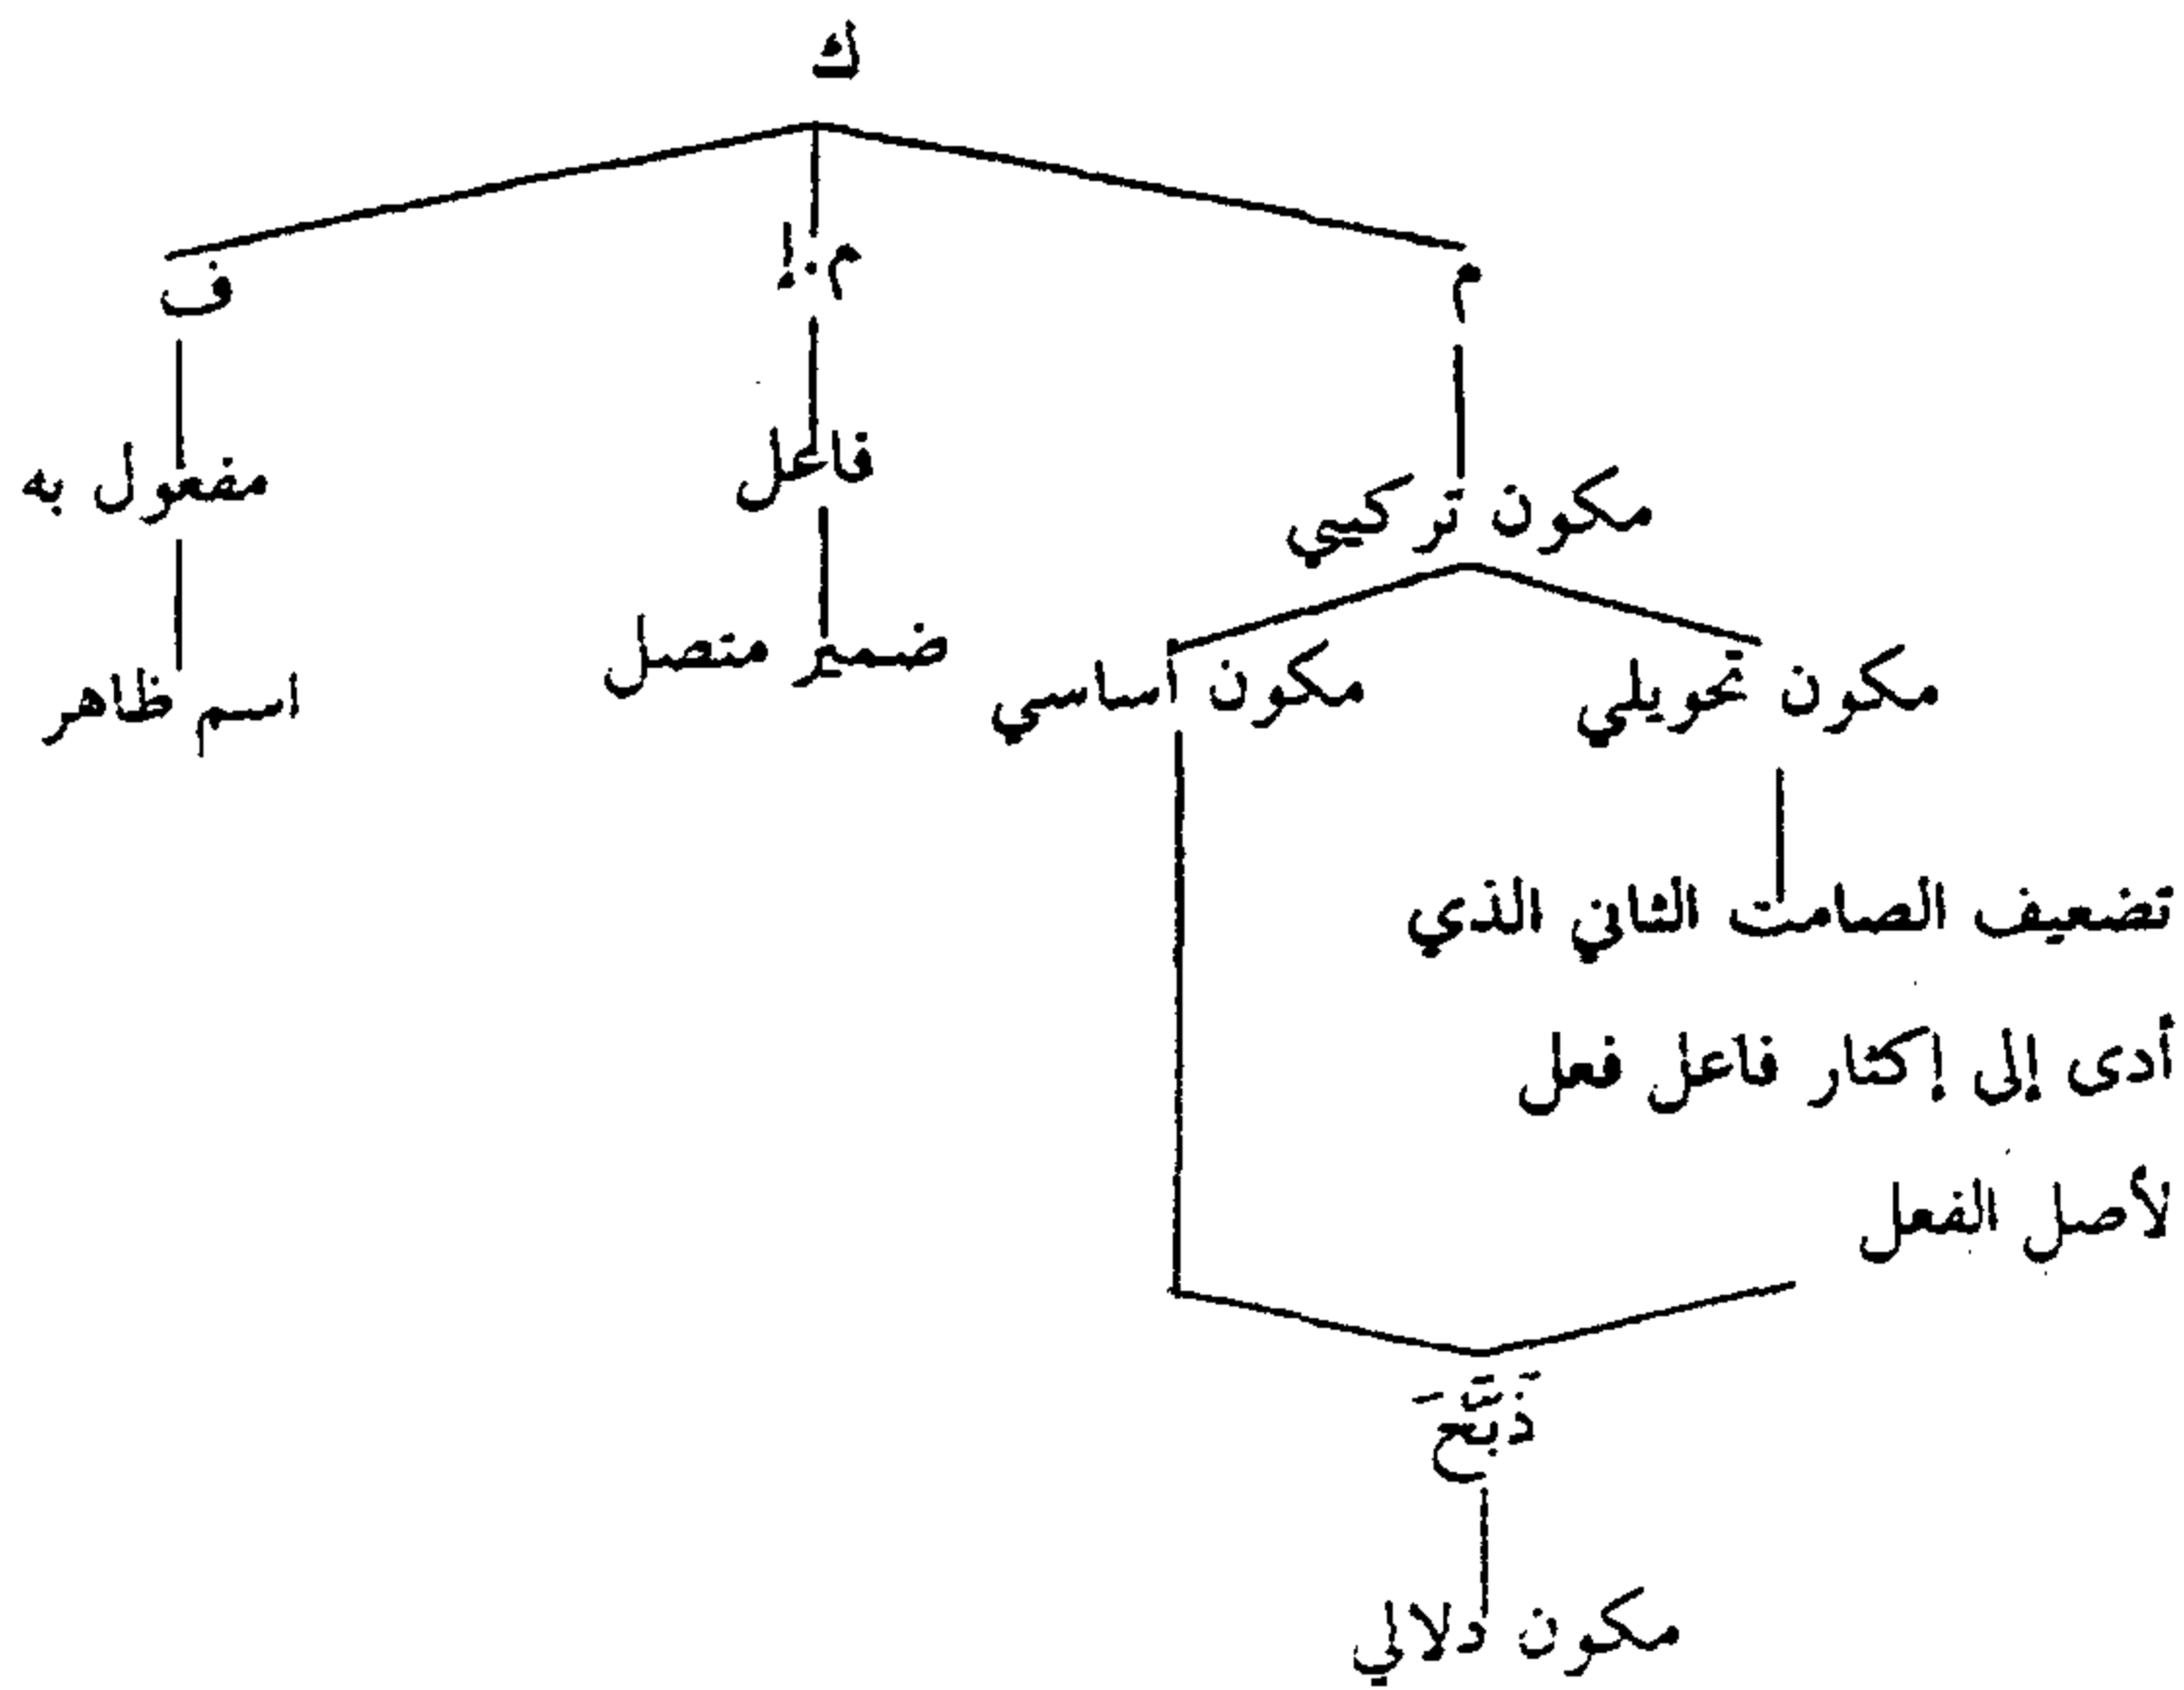 ك
م
م.إ
ف
مكون تركيبي
فاعل
مفعول به
مكون تحويلي
مكون أساسي
ضمير متصل
اسم ظاهر
تضعيف الصامت الثاني الذي
أدى إلى إكثار فاعل فعل
لأصل الفعل
ذَبَّحَ
مكون دلالي